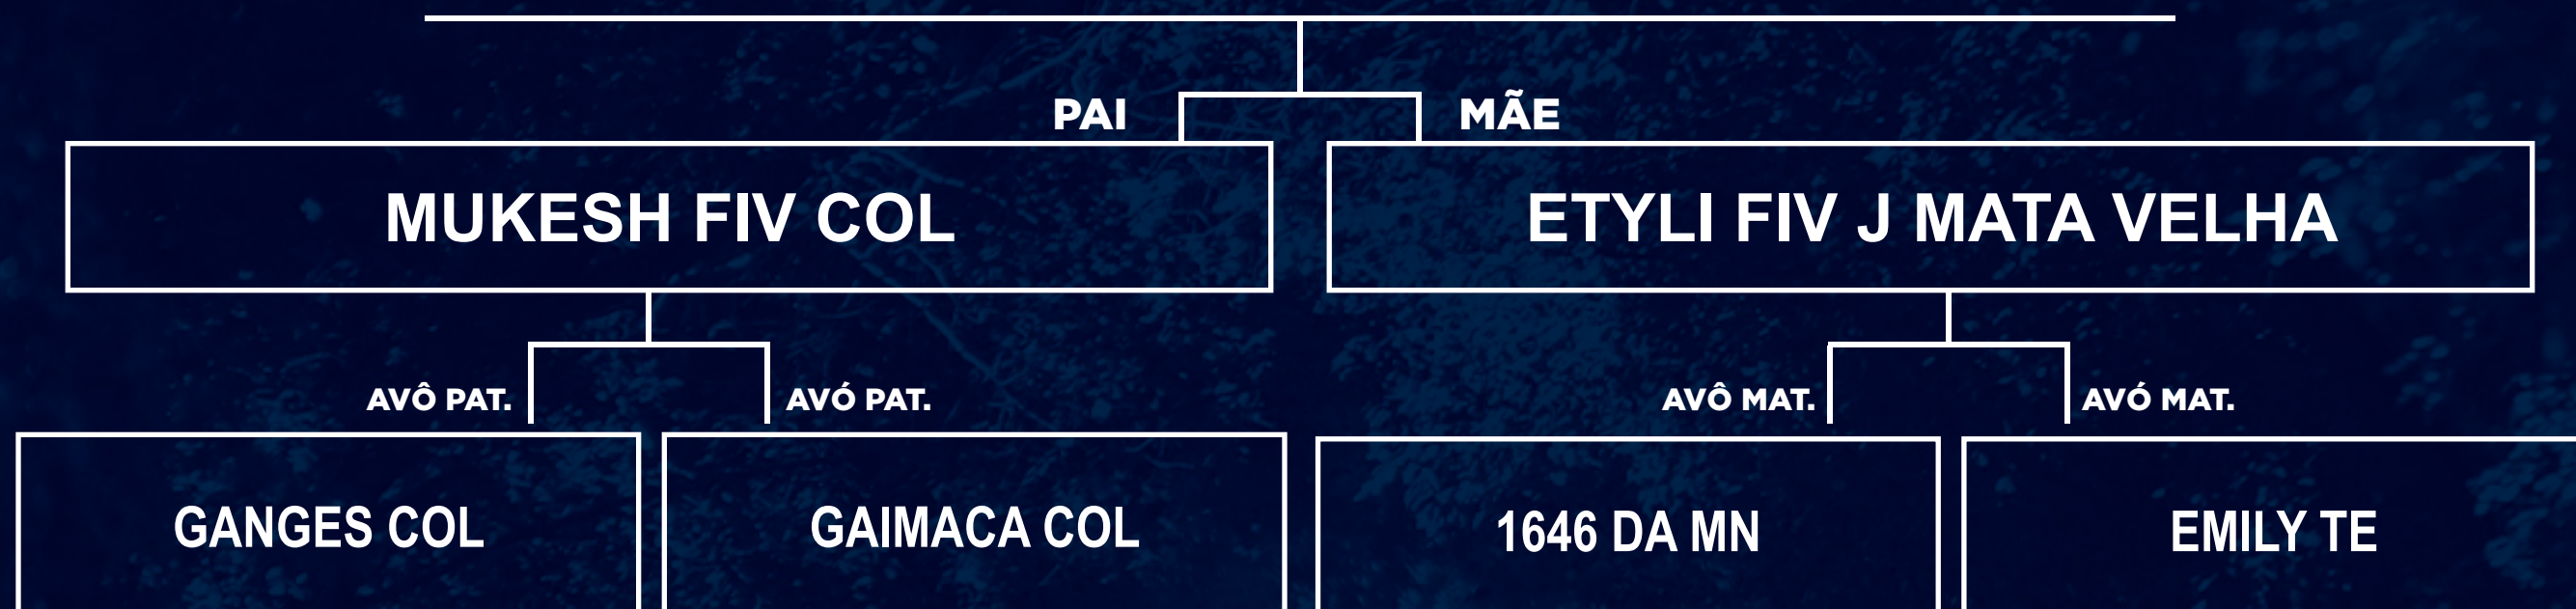 PAI
MÃE
MUKESH FIV COL
ETYLI FIV J MATA VELHA
AVÔ PAT.
AVÓ PAT.
AVÔ MAT.
AVÓ MAT.
GANGES COL
GAIMACA COL
1646 DA MN
EMILY TE